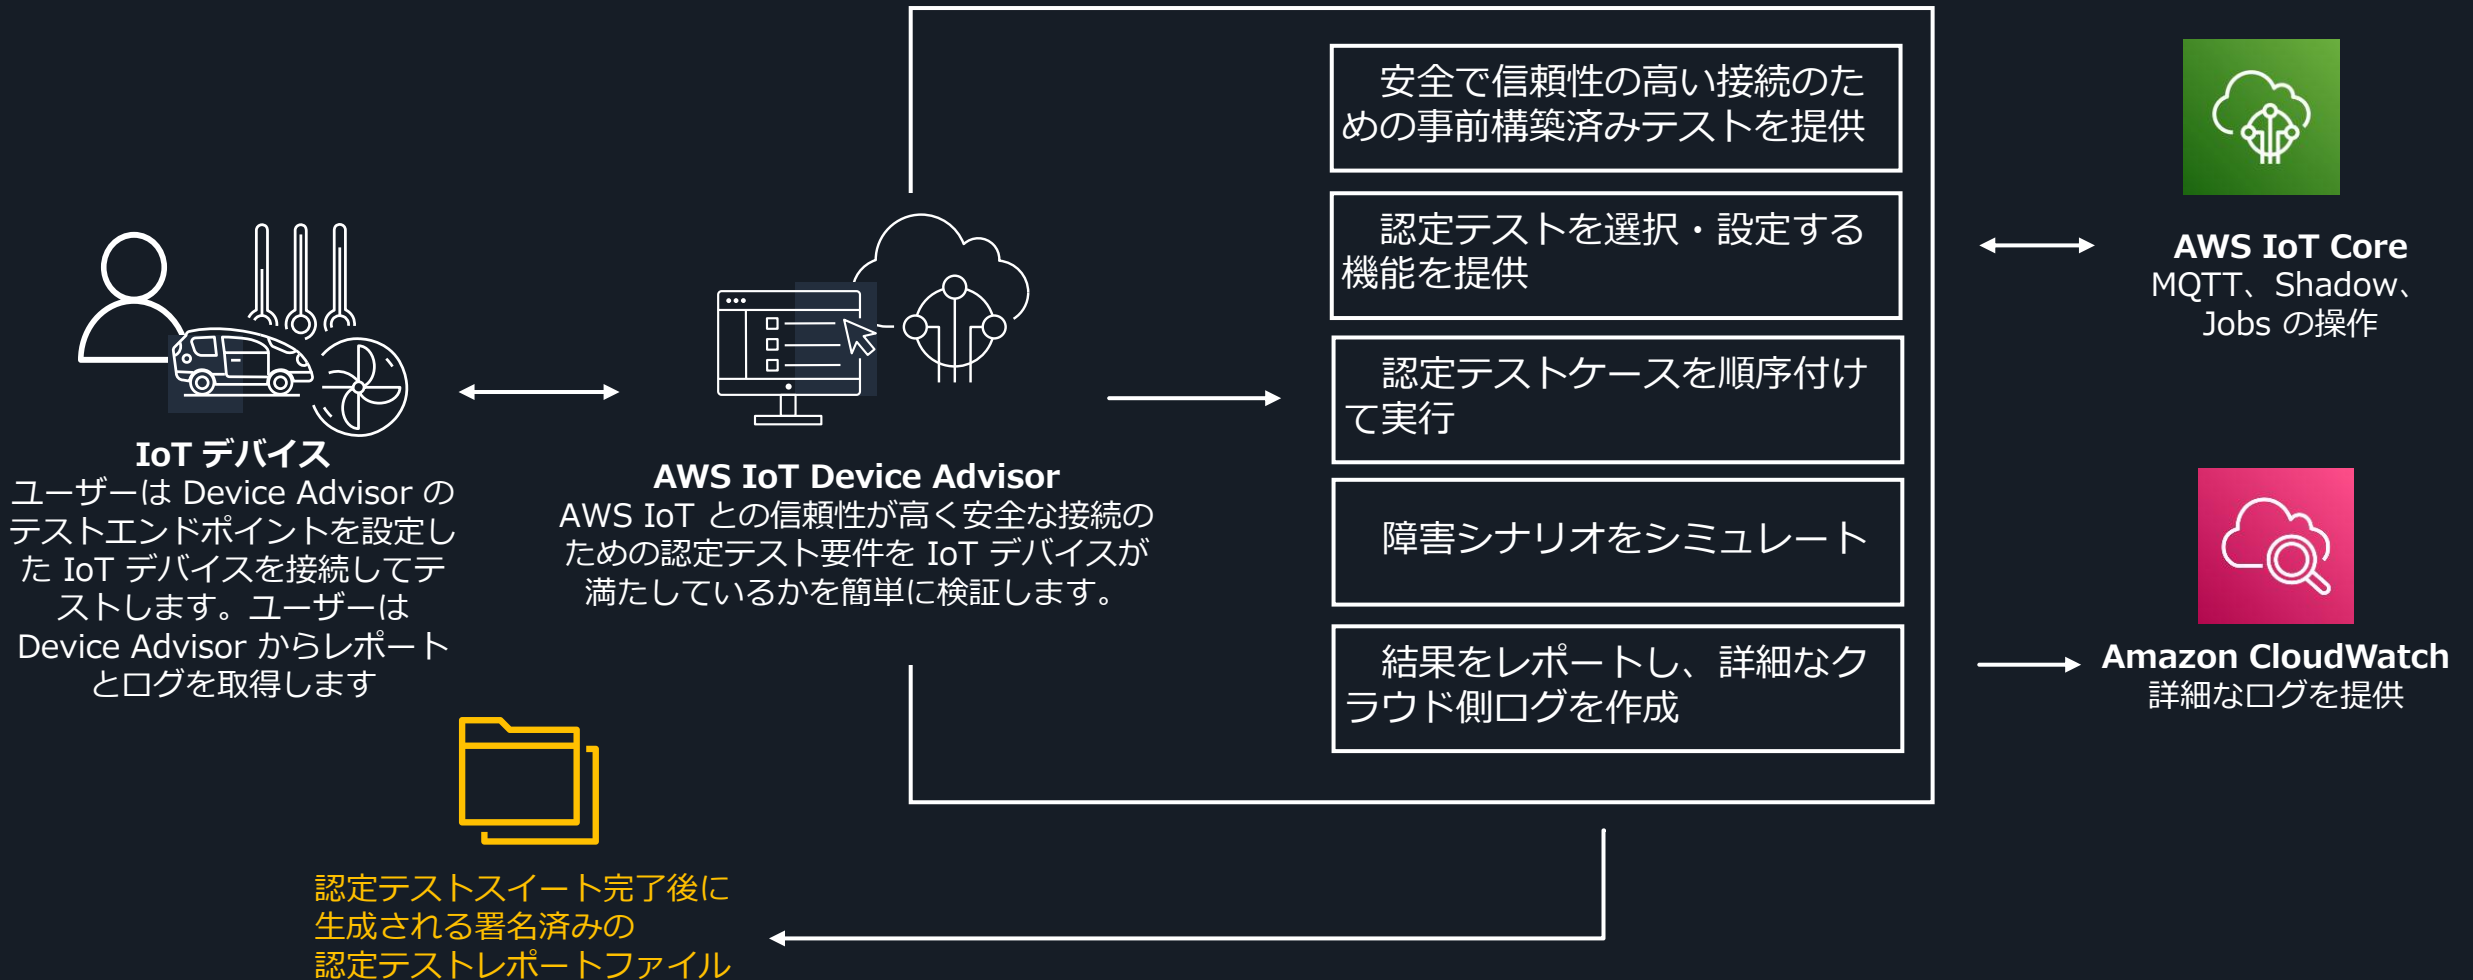 IoT デバイス
ユーザーは Device Advisor の
テストエンドポイントを設定し
た IoT デバイスを接続してテ
ストします。ユーザーは
Device Advisor からレポート
とログを取得します
AWS IoT Device Advisor
AWS IoT との信頼性が高く安全な接続の
ための認定テスト要件を IoT デバイスが
満たしているかを簡単に検証します。
安全で信頼性の高い接続のた
めの事前構築済みテストを提供
認定テストを選択・設定する
機能を提供
認定テストケースを順序付け
て実行
障害シナリオをシミュレート
結果をレポートし、詳細なク
ラウド側ログを作成
AWS IoT Core
MQTT、Shadow、
Jobs の操作
Amazon CloudWatch
詳細なログを提供
認定テストスイート完了後に
生成される署名済みの
認定テストレポートファイル